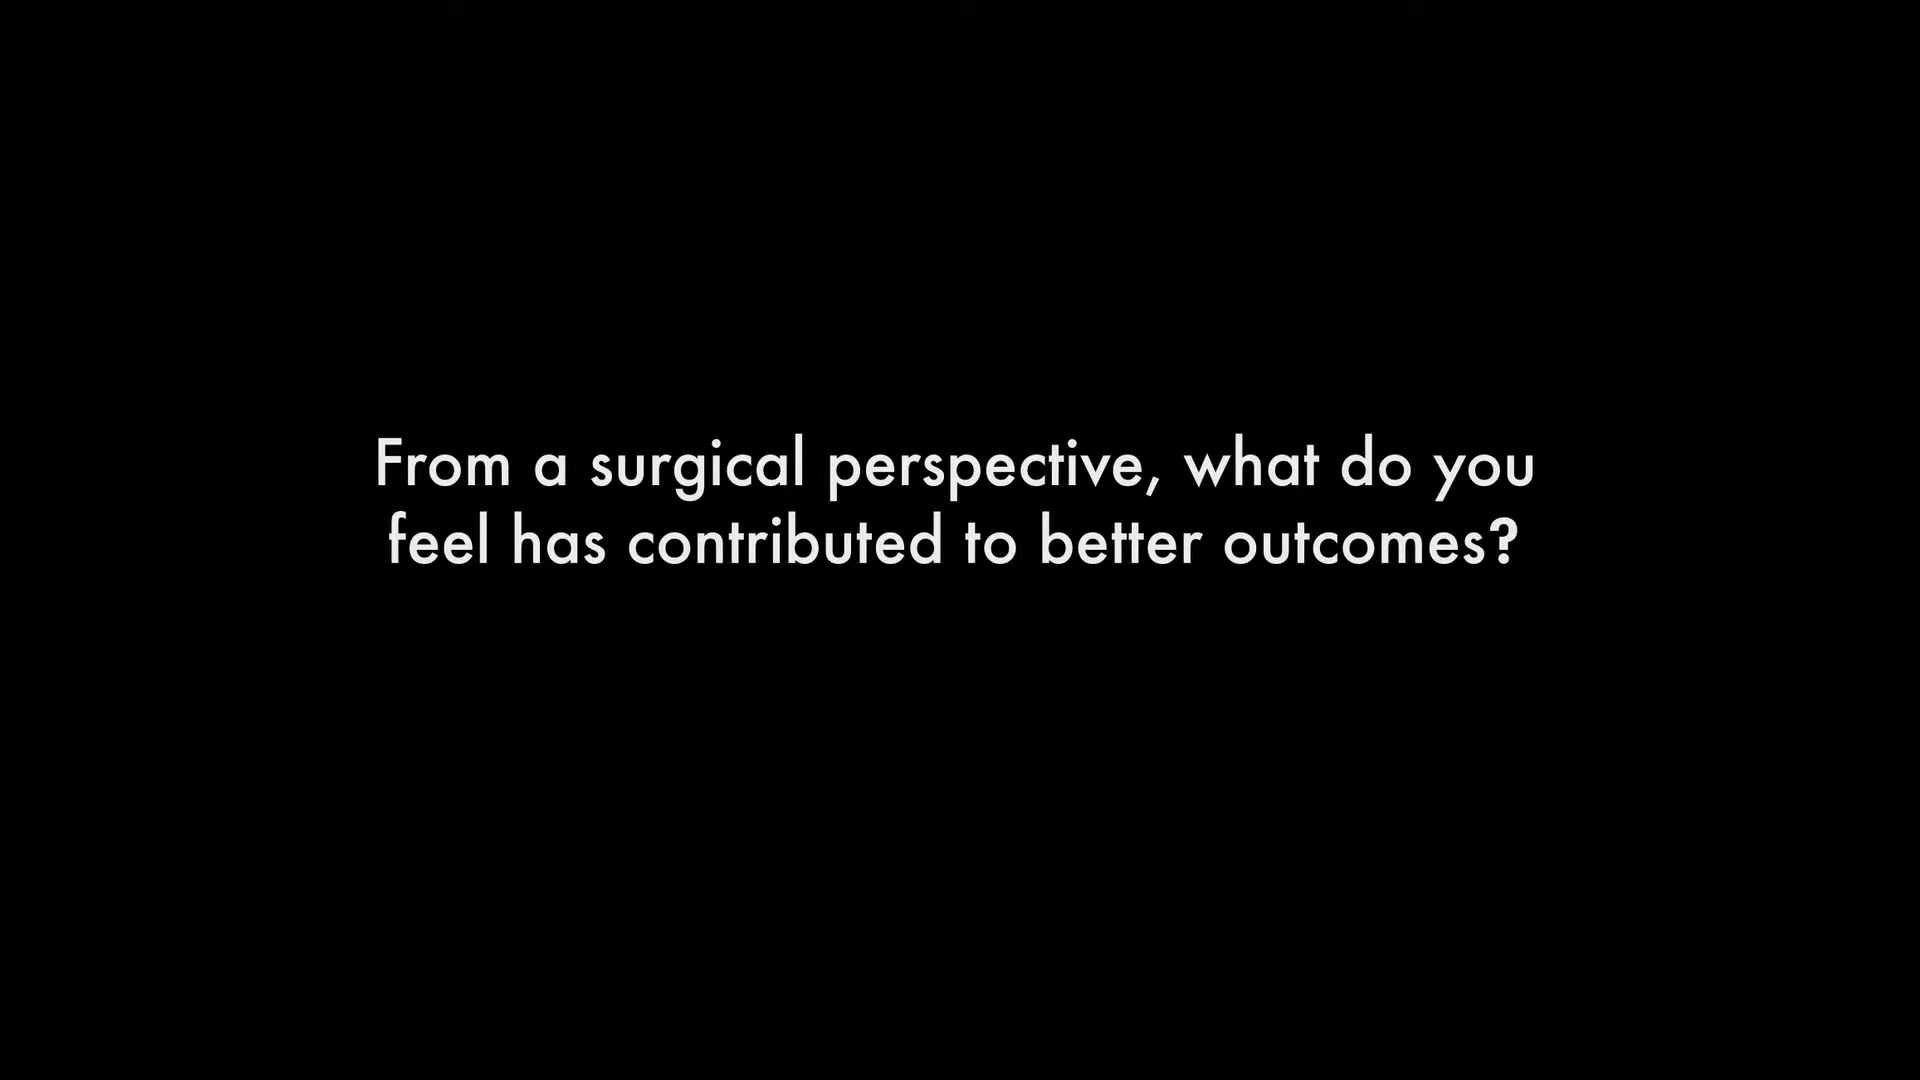 From a surgical perspective, what do you
feel has contributed to better outcomes?